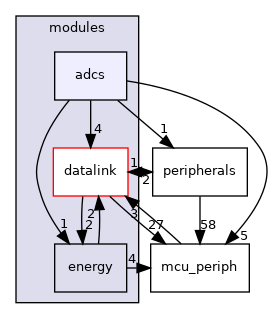 modules
adcs
4
1
datalink
1
2
peripherals
1
2
2
3
27
58
5
energy
4
mcu_periph